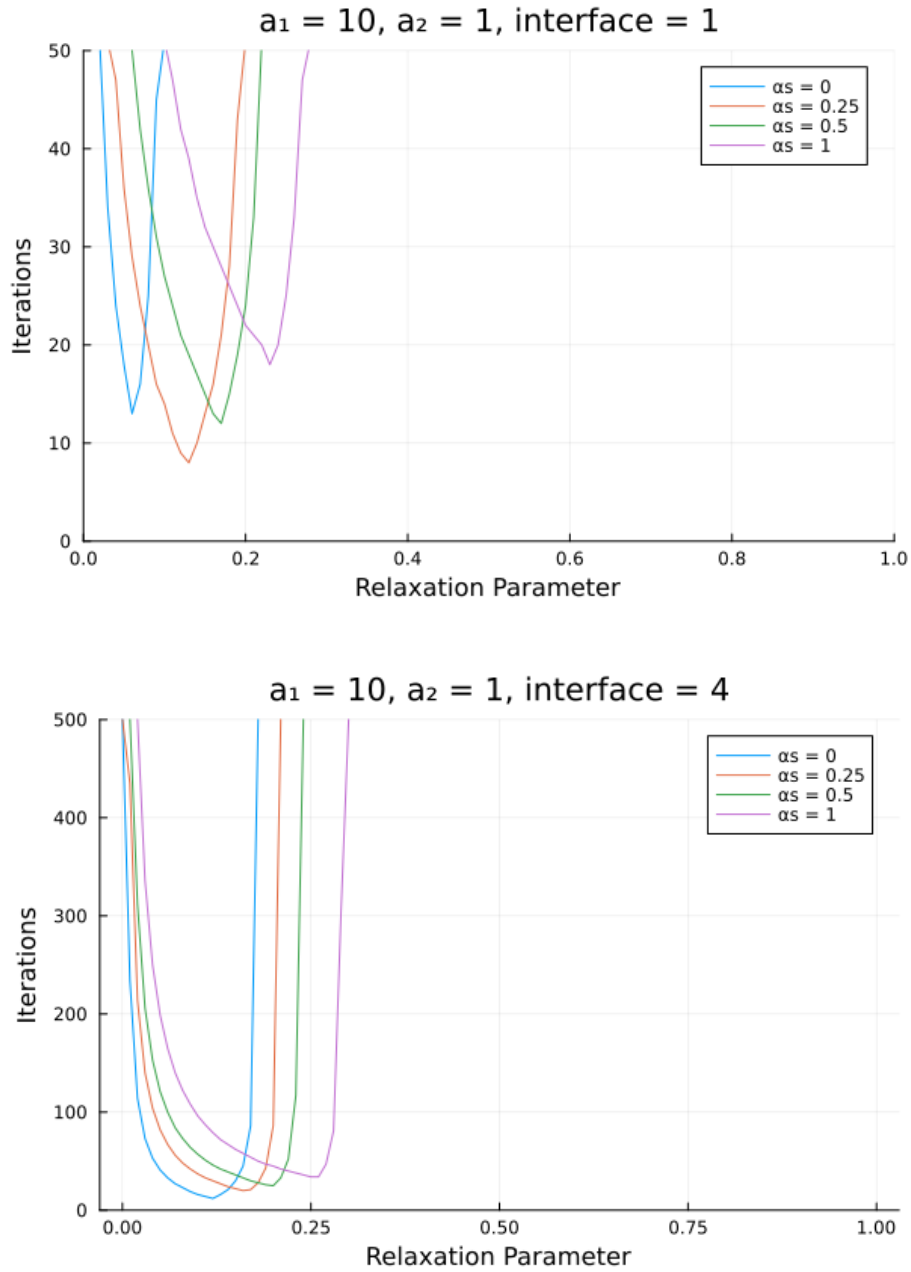 a₁ = 10, a₂ = 1, interface = 1
50
40
30
20
10
0
Iterations
αs = 0
αs = 0.25
αs = 0.5
αs = 1
0.0 0.2 0.4 0.6 0.8 1.0
Relaxation Parameter
a₁ = 10, a₂ = 1, interface = 4
500
400
300
200
100
0
Iterations
αs = 0
αs = 0.25
αs = 0.5
αs = 1
0.00 0.25 0.50 0.75 1.00
Relaxation Parameter